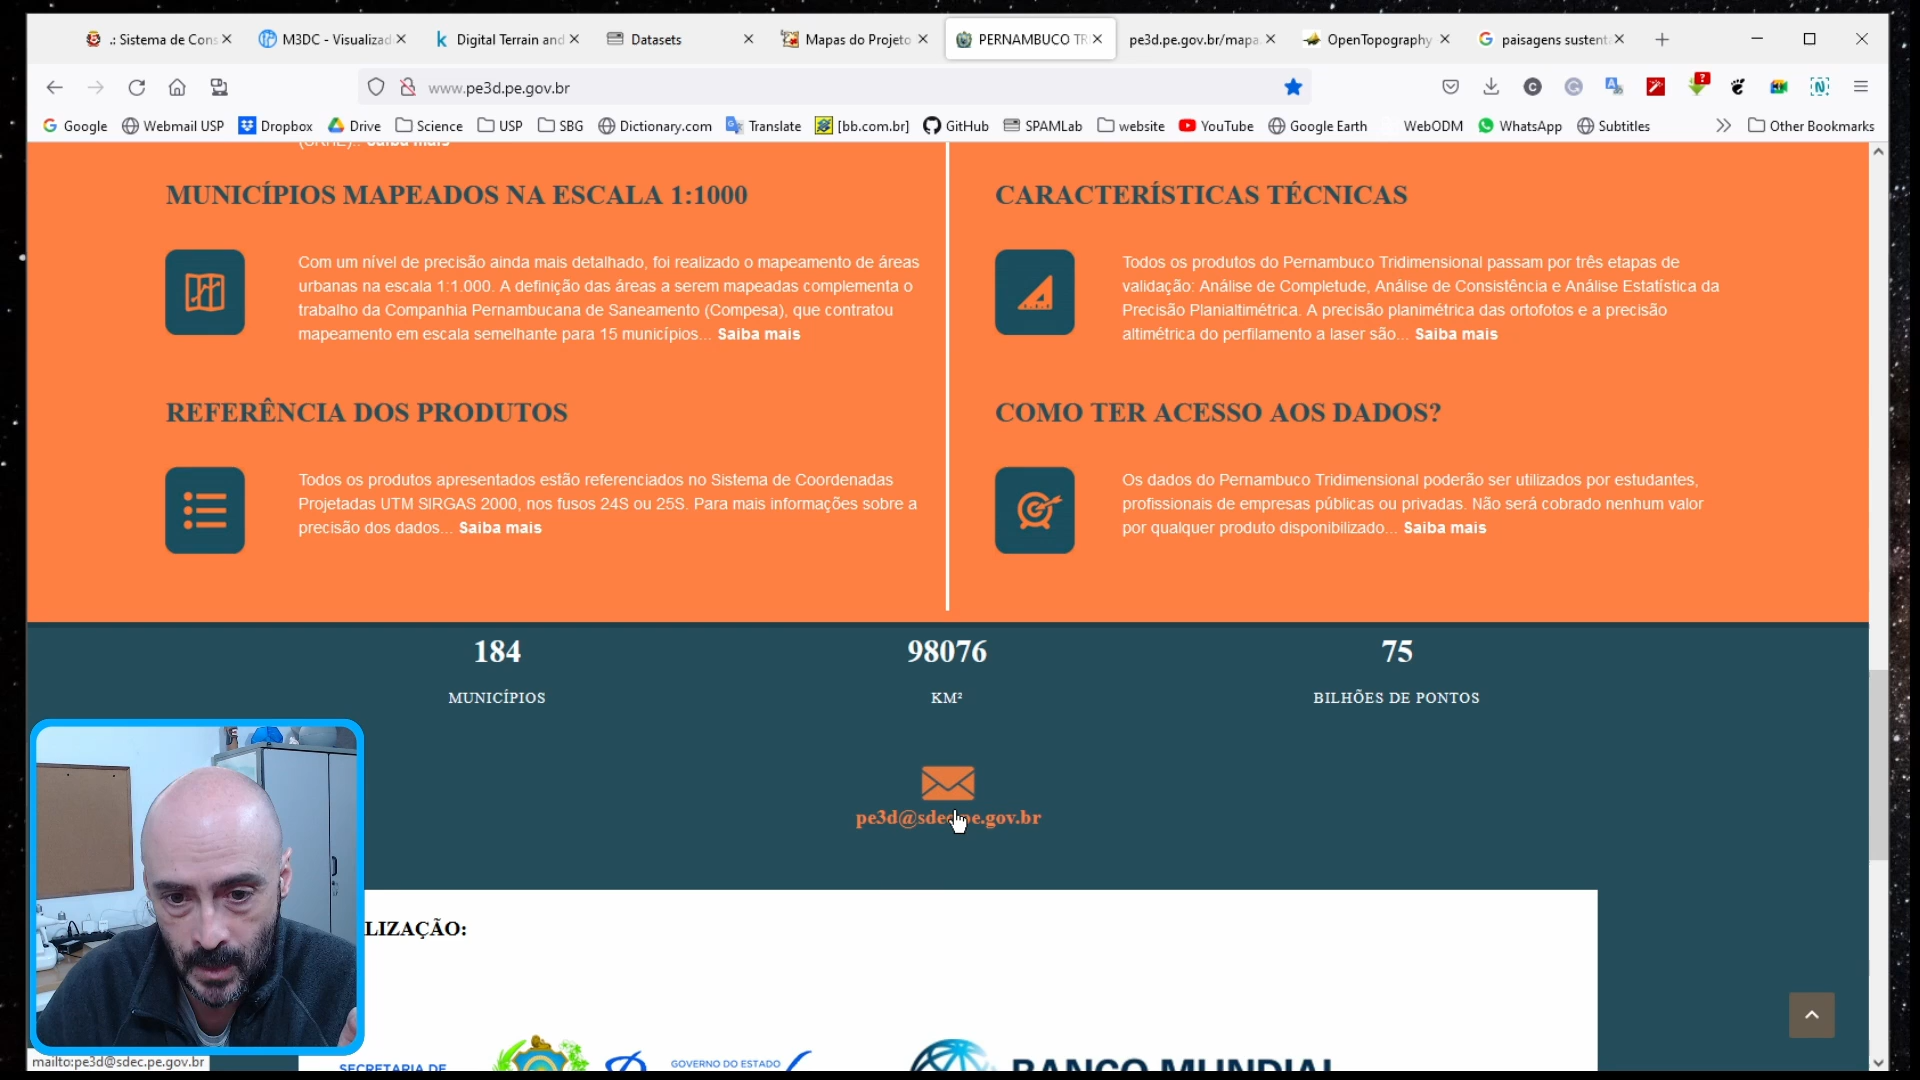 .: Sistema de Cons
M3DC - Visualizad
Digital Terrain and
Datasets
Mapas do Projeto
PERNAMBUCO TR
pe3d.pe.gov.br/mapa
OpenTopography
paisagens sustent
www.pe3d.pe.gov.br
Google
Webmail USP
Dropbox
Drive
Science
USP
SBG
Dictionary.com
Translate
[bb.com.br]
GitHub
SPAMLab
website
YouTube
Google Earth
WebODM
WhatsApp
Subtitles
Other Bookmarks
MUNICÍPIOS MAPEADOS NA ESCALA 1:1000
Com um nível de precisão ainda mais detalhado, foi realizado o mapeamento de áreas
urbanas na escala 1:1.000. A definição das áreas a serem mapeadas complementa o
trabalho da Companhia Pernambucana de Saneamento (Compesa), que contratou
mapeamento em escala semelhante para 15 municípios... Saiba mais
CARACTERÍSTICAS TÉCNICAS
Todos os produtos do Pernambuco Tridimensional passam por três etapas de
validação: Análise de Completude, Análise de Consistência e Análise Estatística da
Precisão Planialtimétrica. A precisão planimétrica das ortofotos e a precisão
altimétrica do perfilamento a laser são... Saiba mais
REFERÊNCIA DOS PRODUTOS
Todos os produtos apresentados estão referenciados no Sistema de Coordenadas
Projetadas UTM SIRGAS 2000, nos fusos 24S ou 25S. Para mais informações sobre a
precisão dos dados... Saiba mais
COMO TER ACESSO AOS DADOS?
Os dados do Pernambuco Tridimensional poderão ser utilizados por estudantes,
profissionais de empresas públicas ou privadas. Não será cobrado nenhum valor
por qualquer produto disponibilizado... Saiba mais
184
MUNICÍPIOS
98076
KM²
75
BILHÕES DE PONTOS
pe3d@sdec.pe.gov.br
LIZAÇÃO:
SECRETARIA DE
GOVERNO DO ESTADO
BANCO MUNDIAL
mailto:pe3d@sdec.pe.gov.br